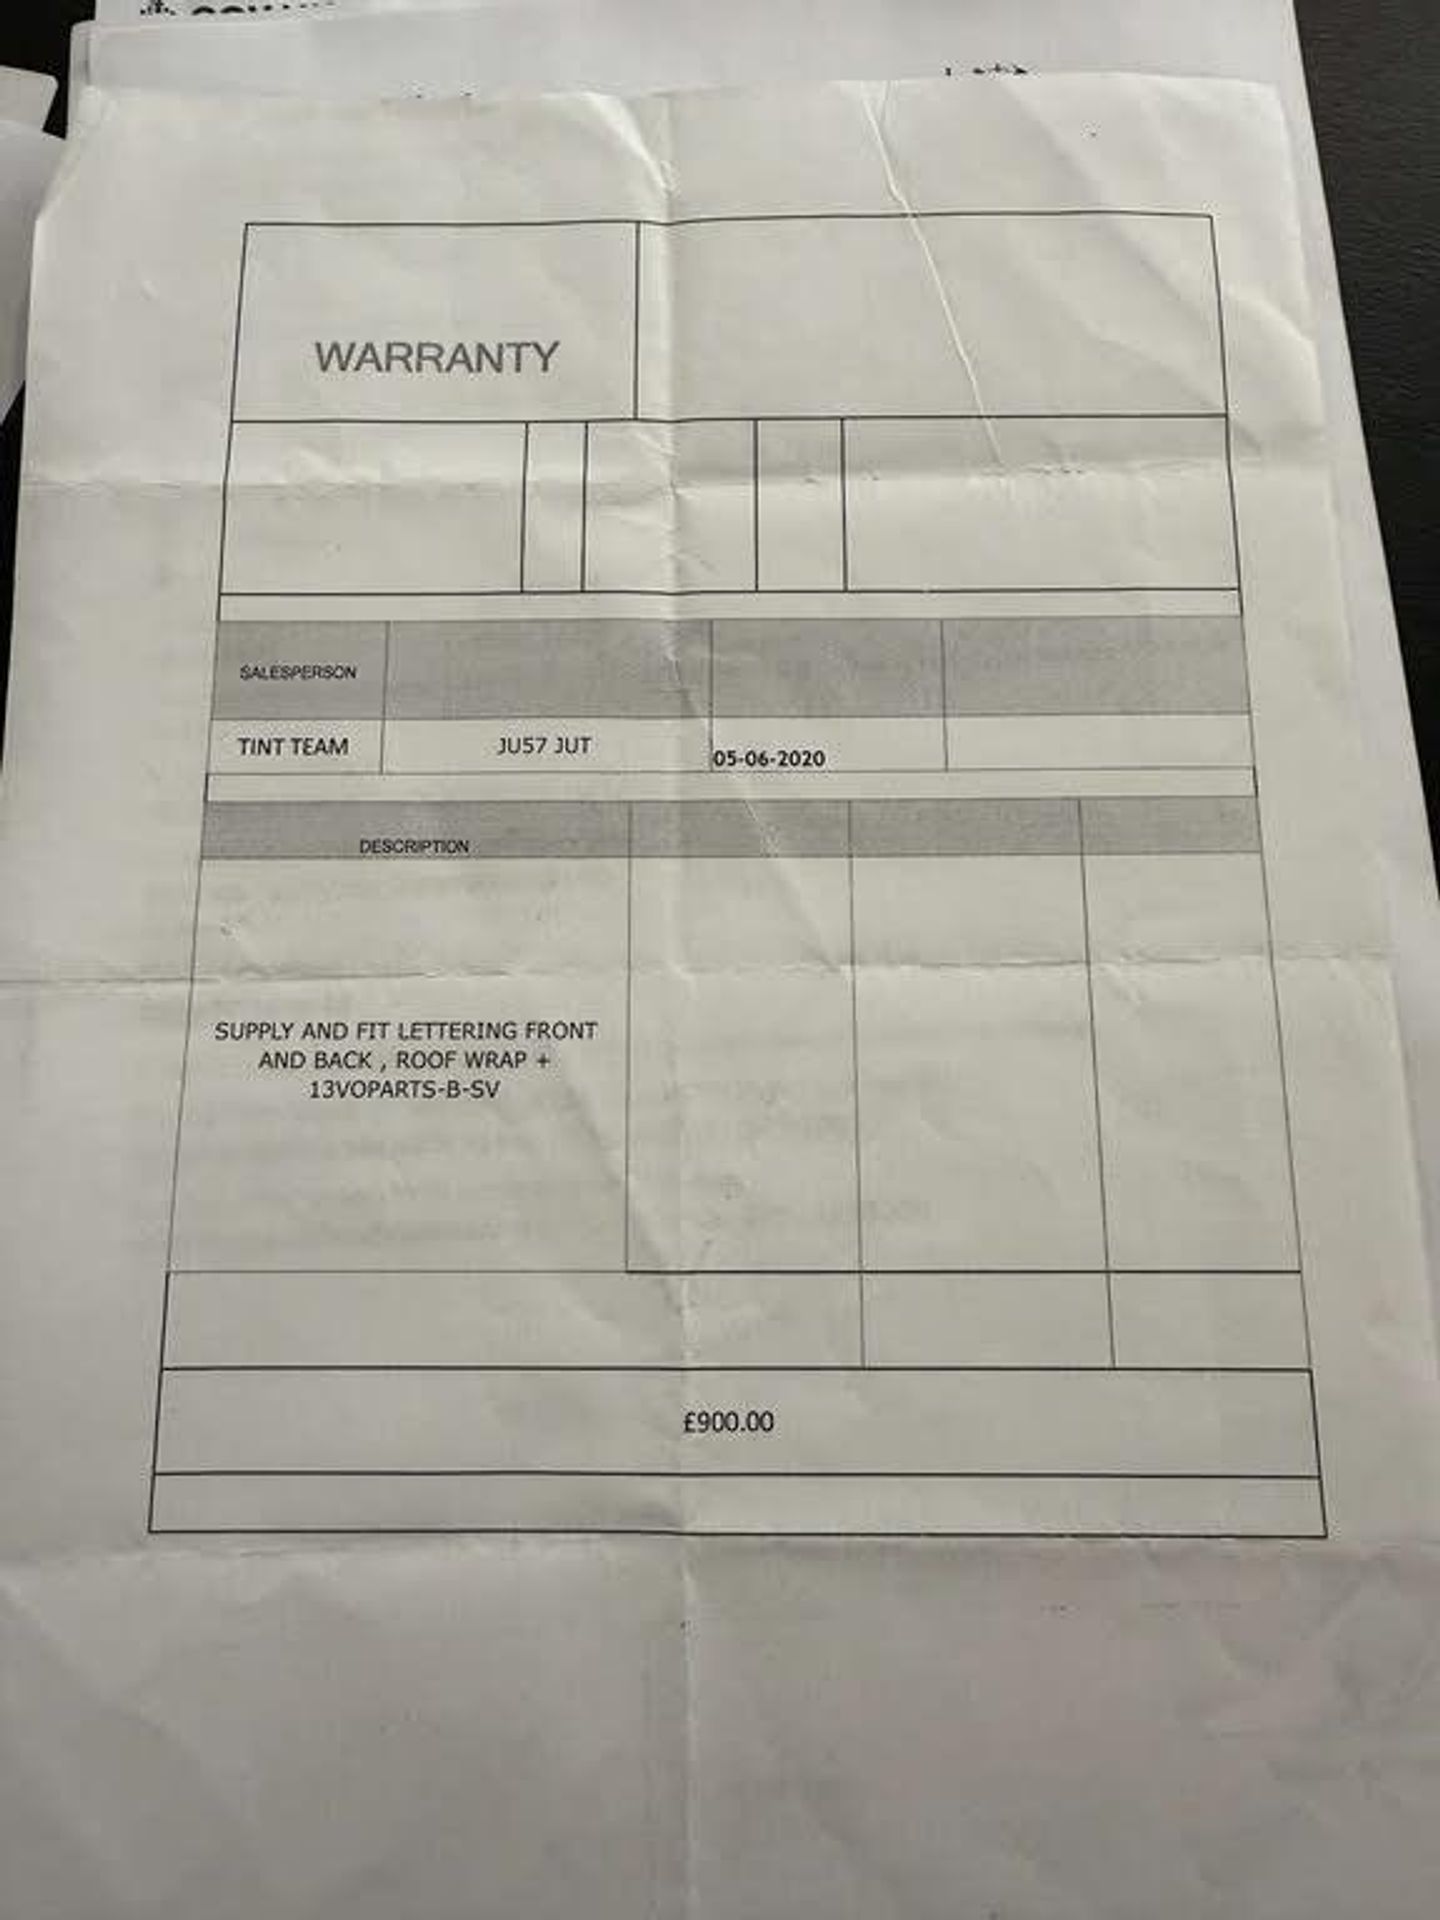 WARRANTY
SALESPERSON
TINT TEAM JU57 JUT 05-06-2020
DESCRIPTION
SUPPLY AND FIT LETTERING FRONT
AND BACK , ROOF WRAP +
13VOPARTS-B-SV
£900.00